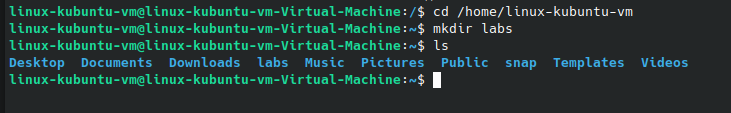 linux-kubuntu-vm@linux-kubuntu-vm-Virtual-Machine:/$ cd /home/linux-kubuntu-vm
linux-kubuntu-vm@linux-kubuntu-vm-Virtual-Machine:~$ mkdir labs
linux-kubuntu-vm@linux-kubuntu-vm-Virtual-Machine:~$ ls
Desktop  Documents  Downloads  labs  Music  Pictures  Public  snap  Templates  Videos
linux-kubuntu-vm@linux-kubuntu-vm-Virtual-Machine:~$